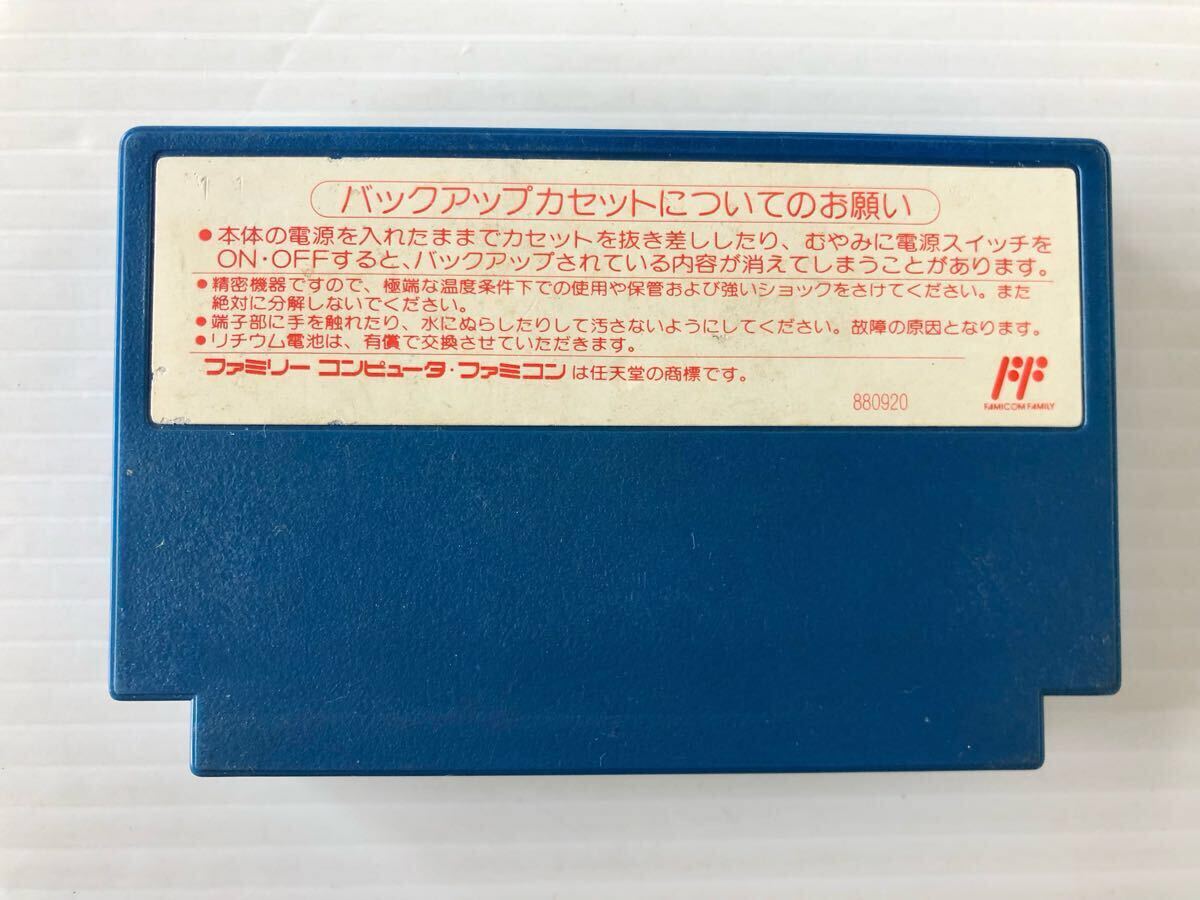 バックアップカセットについてのお願い
●本体の電源を入れたままでカセットを抜き差ししたり、むやみに電源スイッチを
ON・OFFすると、バックアップされている内容が消えてしまうことがあります。
●精密機器ですので、極端な温度条件下での使用や保管および強いショックをさけてください。また
絶対に分解しないでください。
●端子部に手を触れたり、水にぬらしたりして汚さないようにしてください。故障の原因となります。
●リチウム電池は、有償で交換させていただきます。
ファミリー コンピュータ・ファミコンは任天堂の商標です。
880920
FAMICOM FAMILY